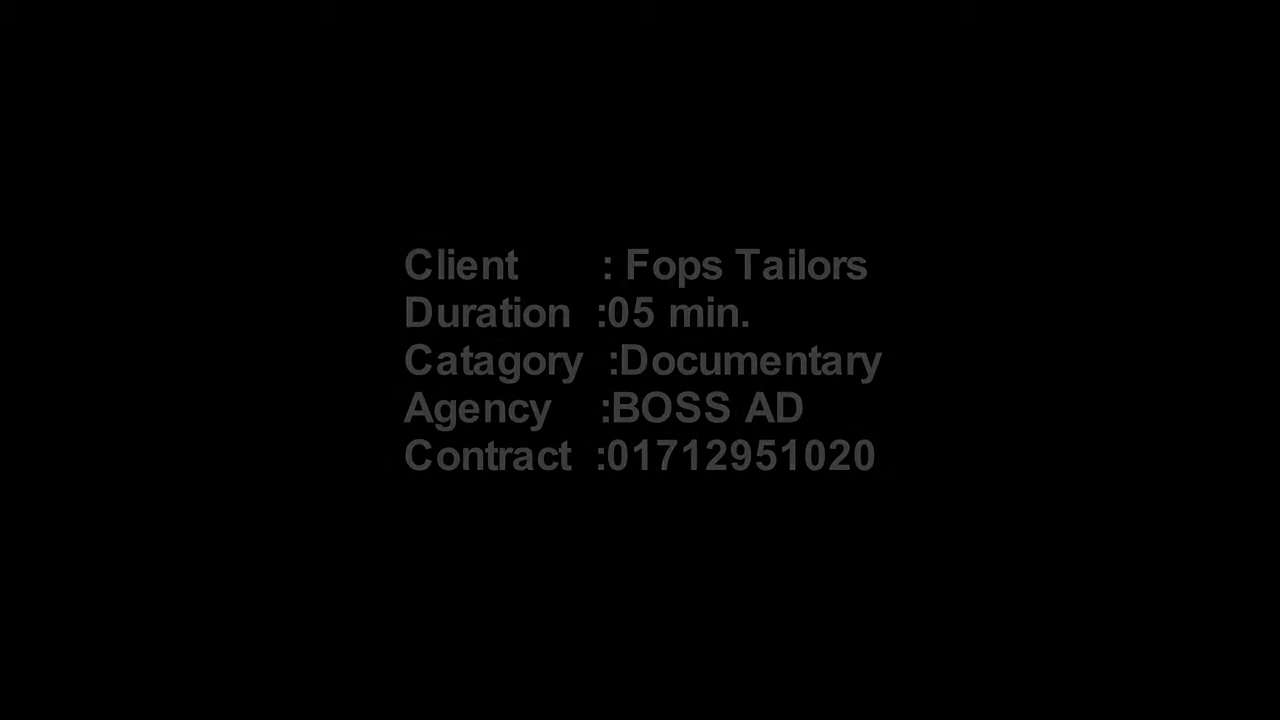 Client : Fops Tailors
Duration :05 min.
Catagory :Documentary
Agency :BOSS AD
Contract :01712951020